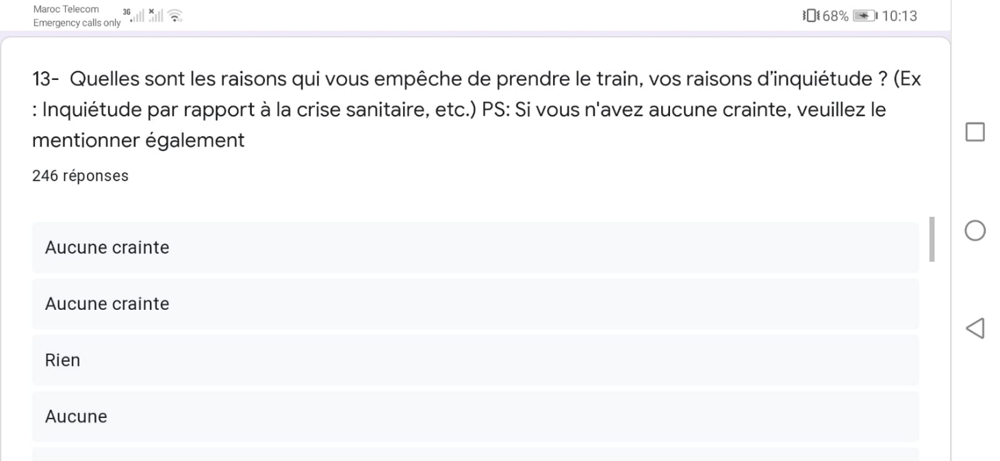 Maroc Telecom
Emergency calls only
3G
68% 10:13
13- Quelles sont les raisons qui vous empêche de prendre le train, vos raisons d'inquiétude ? (Ex
: Inquiétude par rapport à la crise sanitaire, etc.) PS: Si vous n'avez aucune crainte, veuillez le
mentionner également
246 réponses
Aucune crainte
Aucune crainte
Rien
Aucune